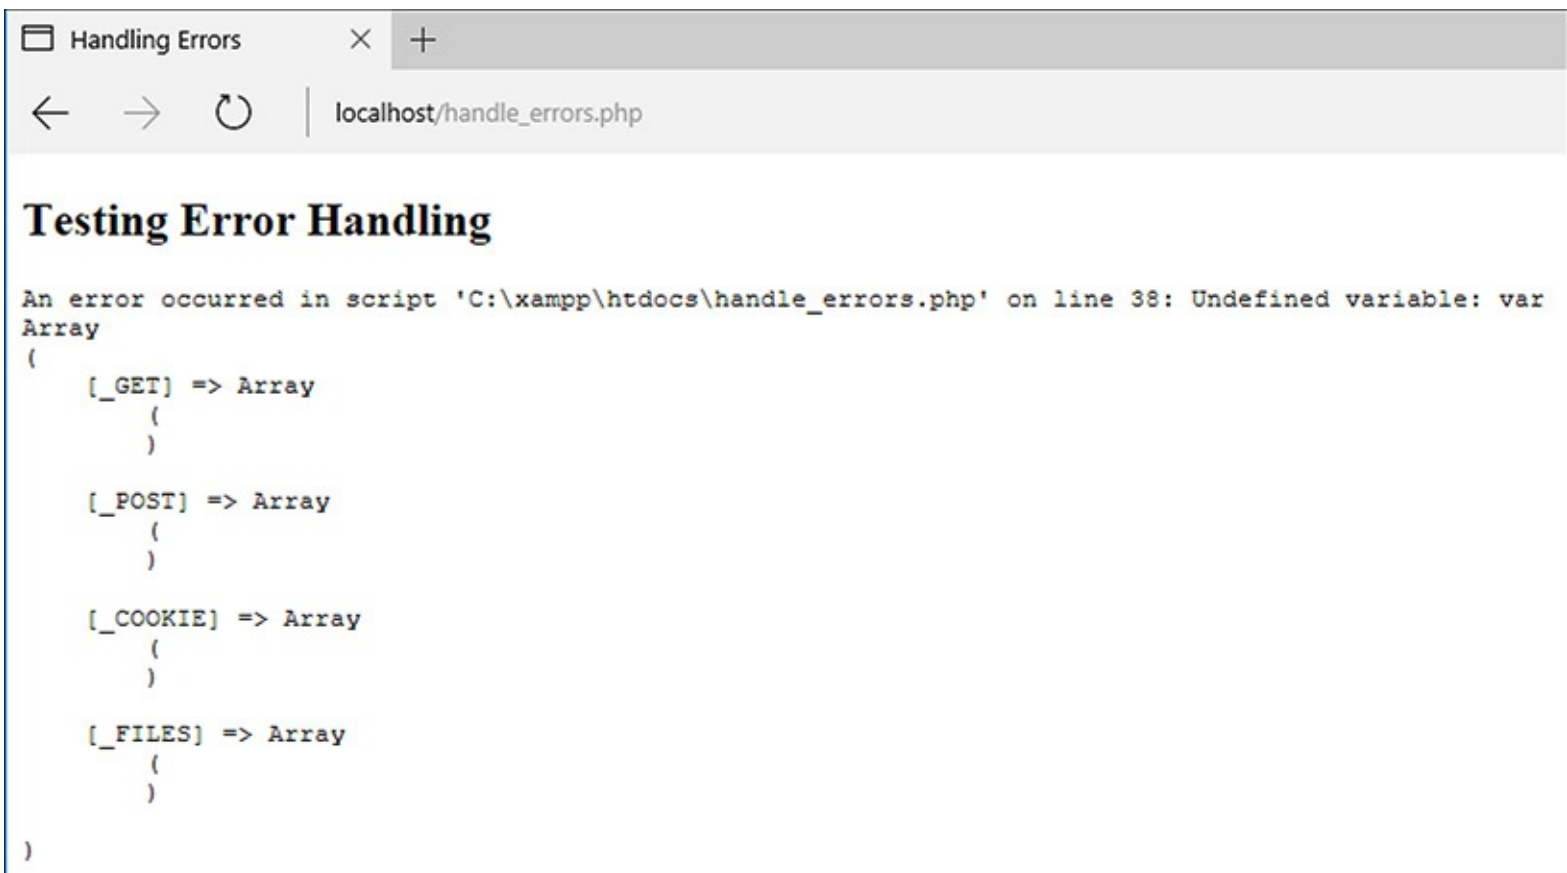 Handling Errors
localhost/handle_errors.php
Testing Error Handling
An error occurred in script 'C:\xampp\htdocs\handle_errors.php' on line 38: Undefined variable: var
Array
(
    [_GET] => Array
        (
        )
    [_POST] => Array
        (
        )
    [_COOKIE] => Array
        (
        )
    [_FILES] => Array
        (
        )
)